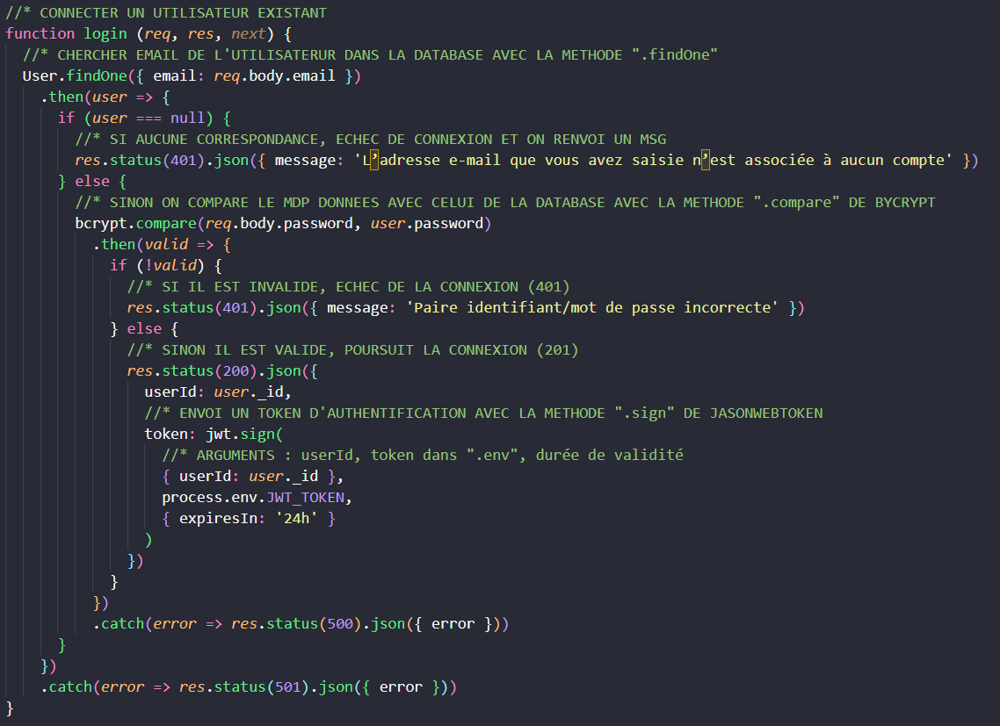 //* CONNECTER UN UTILISATEUR EXISTANT
function login (req, res, next) {
  //* CHERCHER EMAIL DE L'UTILISATERUR DANS LA DATABASE AVEC LA METHODE ".findOne"
  User.findOne({ email: req.body.email })
    .then(user => {
      if (user === null) {
        //* SI AUCUNE CORRESPONDANCE, ECHEC DE CONNEXION ET ON RENVOI UN MSG
        res.status(401).json({ message: 'L’adresse e-mail que vous avez saisie n’est associée à aucun compte' })
      } else {
        //* SINON ON COMPARE LE MDP DONNEES AVEC CELUI DE LA DATABASE AVEC LA METHODE ".compare" DE BYCRYPT
        bcrypt.compare(req.body.password, user.password)
          .then(valid => {
            if (!valid) {
              //* SI IL EST INVALIDE, ECHEC DE LA CONNEXION (401)
              res.status(401).json({ message: 'Paire identifiant/mot de passe incorrecte' })
            } else {
              //* SINON IL EST VALIDE, POURSUIT LA CONNEXION (201)
              res.status(200).json({
                userId: user._id,
                //* ENVOI UN TOKEN D'AUTHENTIFICATION AVEC LA METHODE ".sign" DE JASONWEBTOKEN
                token: jwt.sign(
                  //* ARGUMENTS : userId, token dans ".env", durée de validité
                  { userId: user._id },
                  process.env.JWT_TOKEN,
                  { expiresIn: '24h' }
                )
              })
            }
          })
          .catch(error => res.status(500).json({ error }))
      }
    })
    .catch(error => res.status(501).json({ error }))
}